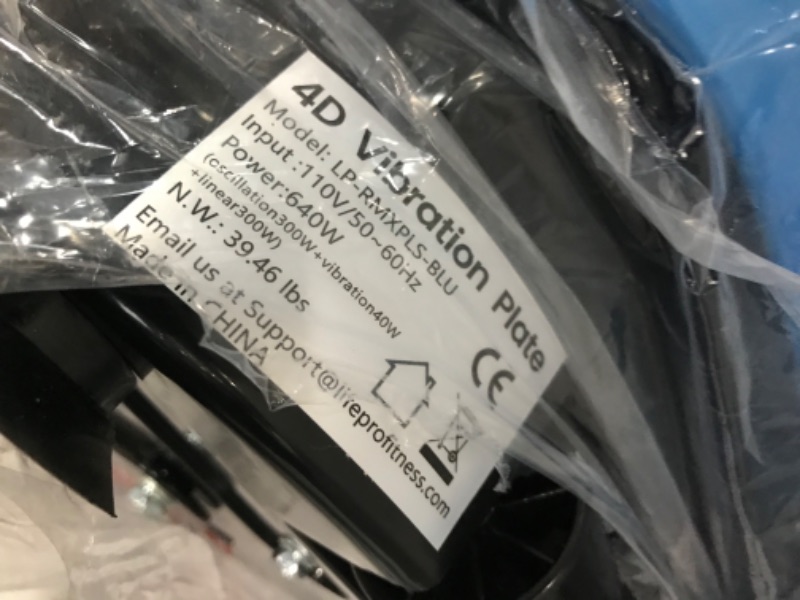 4D Vibration Plate
Model: LP-RMXPLS-BLU
Input.:110V/50~60Hz
Power:640W
(oscillation300W+vibration40W
+linear300W)
N.W.: 39.46 lbs
Email us at Support@lifeprofitness.com
Made in CHINA
CE